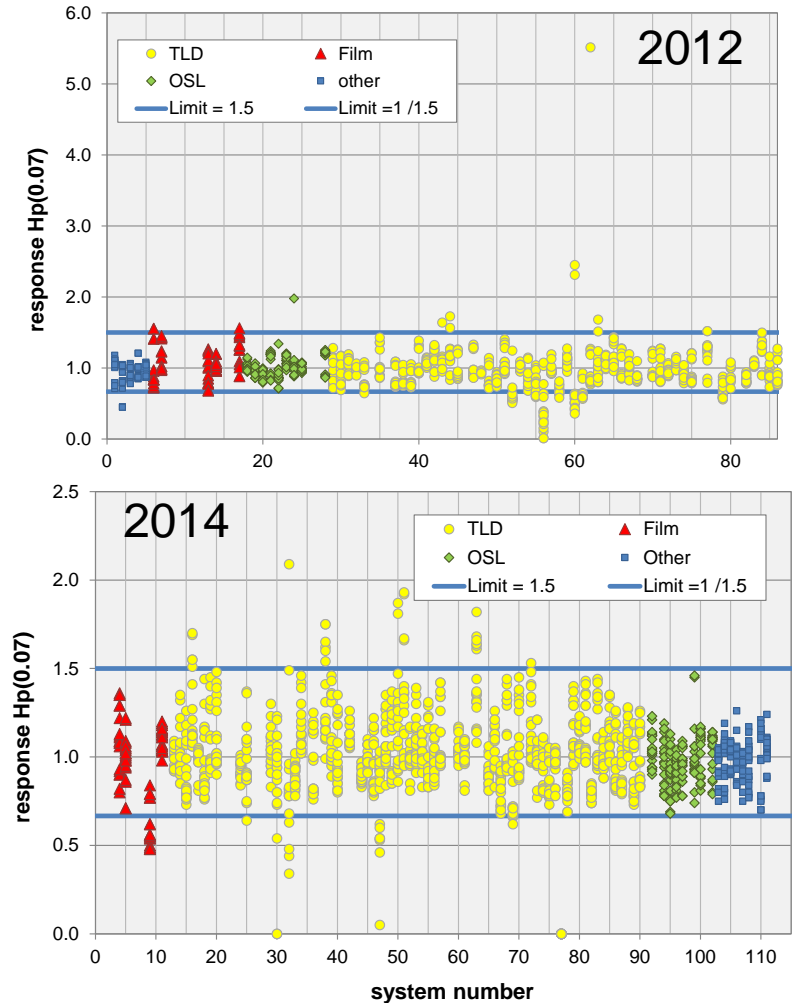 2012
TLD Film
OSL other
Limit = 1.5 Limit =1 /1.5
response Hp(0.07)
6.0
5.0
4.0
3.0
2.0
1.0
0.0
0 20 40 60 80
2014
TLD Film
OSL Other
Limit = 1.5 Limit =1 /1.5
response Hp(0.07)
2.5
2.0
1.5
1.0
0.5
0.0
0 10 20 30 40 50 60 70 80 90 100 110
system number